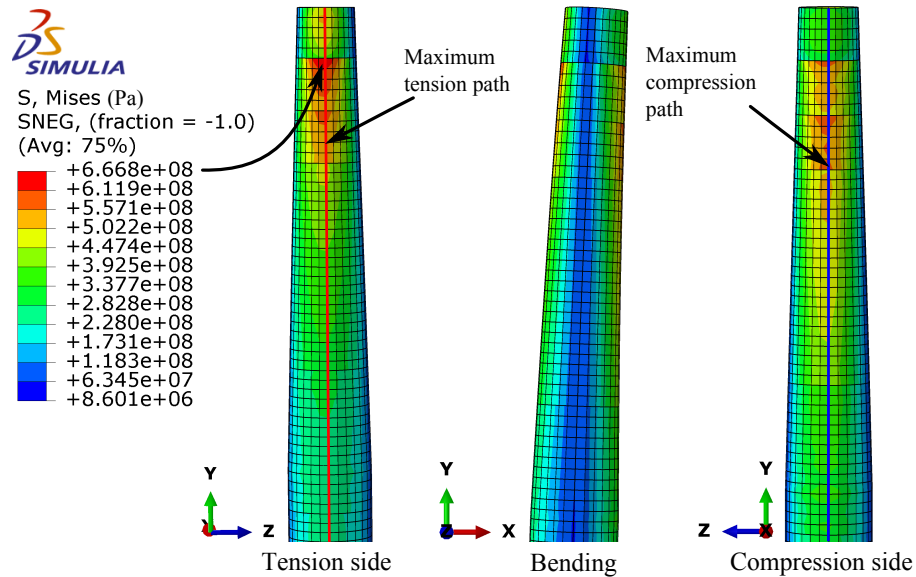 SIMULIA
S, Mises (Pa)
SNEG, (fraction = -1.0)
(Avg: 75%)
+6.668e+08
+6.119e+08
+5.571e+08
+5.022e+08
+4.474e+08
+3.925e+08
+3.377e+08
+2.828e+08
+2.280e+08
+1.731e+08
+1.183e+08
+6.345e+07
+8.601e+06
Maximum
tension path
Maximum
compression
path
Y
Z
Y
Z
X
Y
Z
X
Tension side
Bending
Compression side